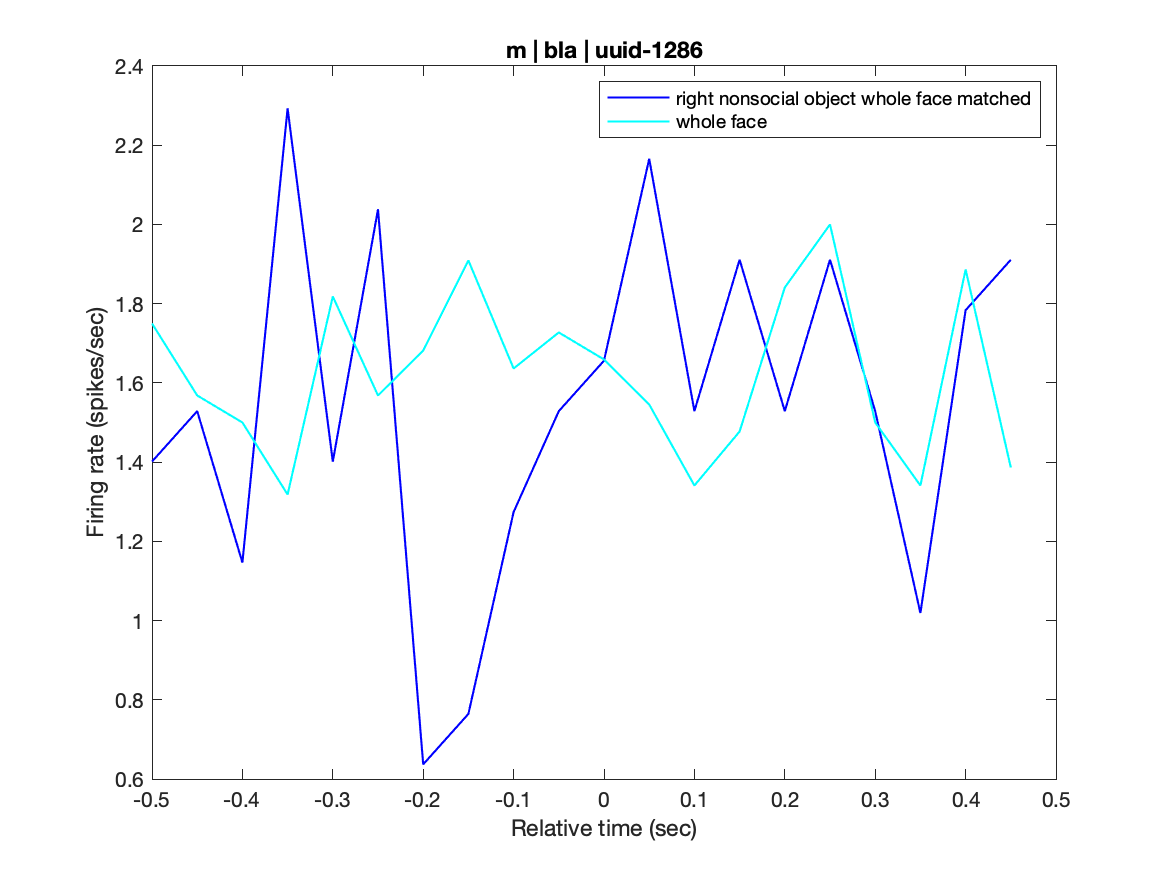 m | bla | uuid-1286
right nonsocial object whole face matched
whole face
Firing rate (spikes/sec)
2.4
2.2
2
1.8
1.6
1.4
1.2
1
0.8
0.6
-0.5 -0.4 -0.3 -0.2 -0.1 0 0.1 0.2 0.3 0.4 0.5
Relative time (sec)